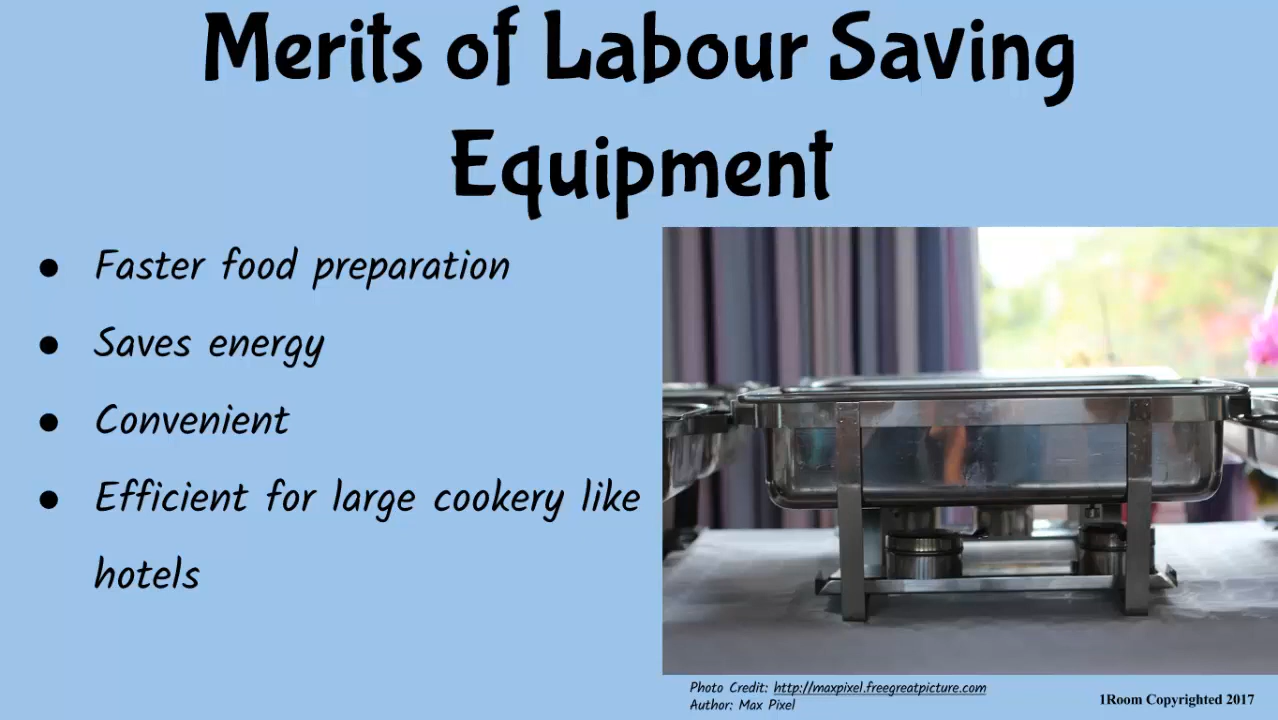 Merits of Labour Saving
Equipment
● Faster food preparation
● Saves energy
● Convenient
● Efficient for large cookery like
hotels
Photo Credit: http://maxpixel.freegreatpicture.com
Author: Max Pixel
1Room Copyrighted 2017